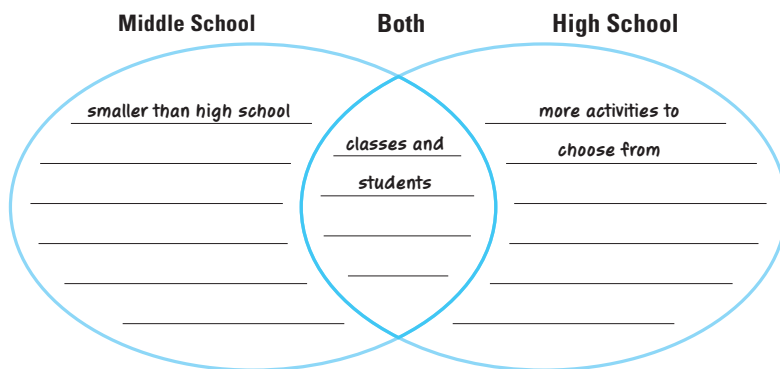 Middle School
Both
High School
smaller than high school
classes and
students
more activities to
choose from